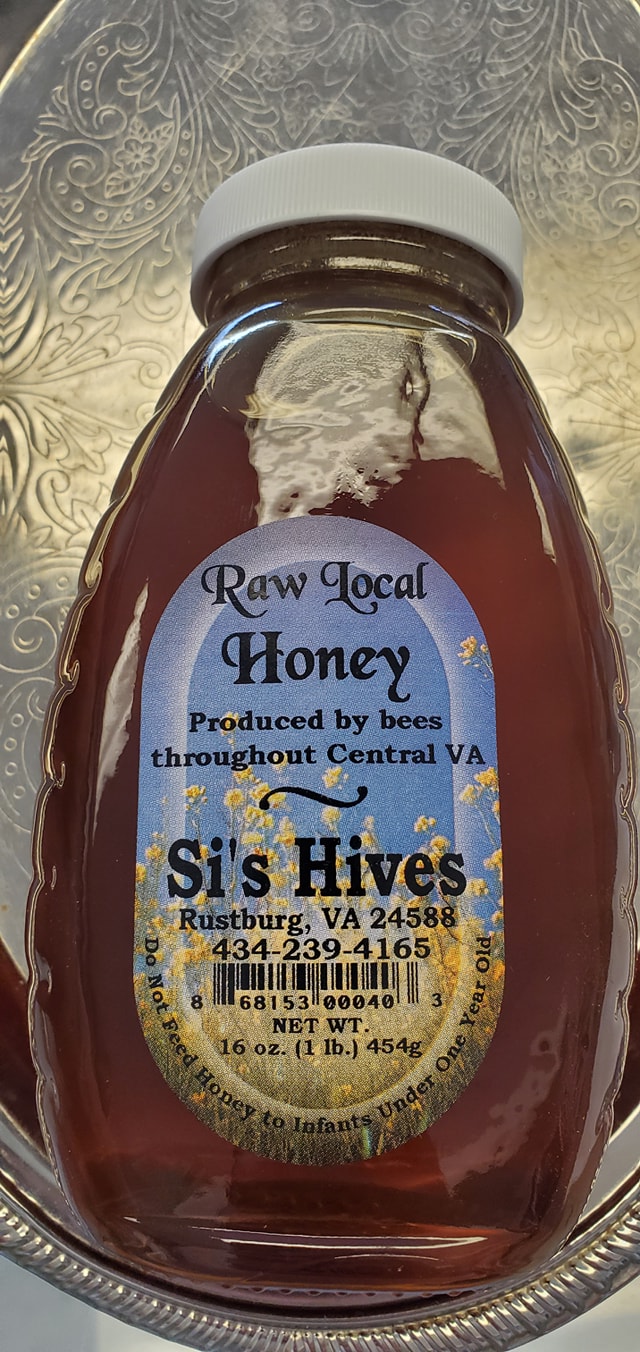 Raw Local
Honey
Produced by bees
throughout Central VA
Si's Hives
Rustburg, VA 24588
434-239-4165
8 68153 00040 3
NET WT.
16 oz. (1 lb.) 454g
Do Not Feed Honey to Infants Under One Year Old